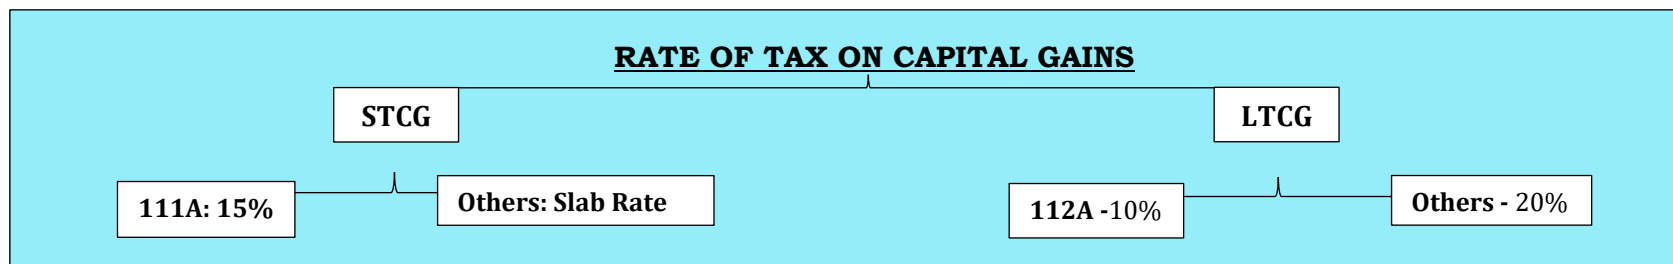 RATE OF TAX ON CAPITAL GAINS
STCG
LTCG
111A: 15%
Others: Slab Rate
112A -10%
Others - 20%